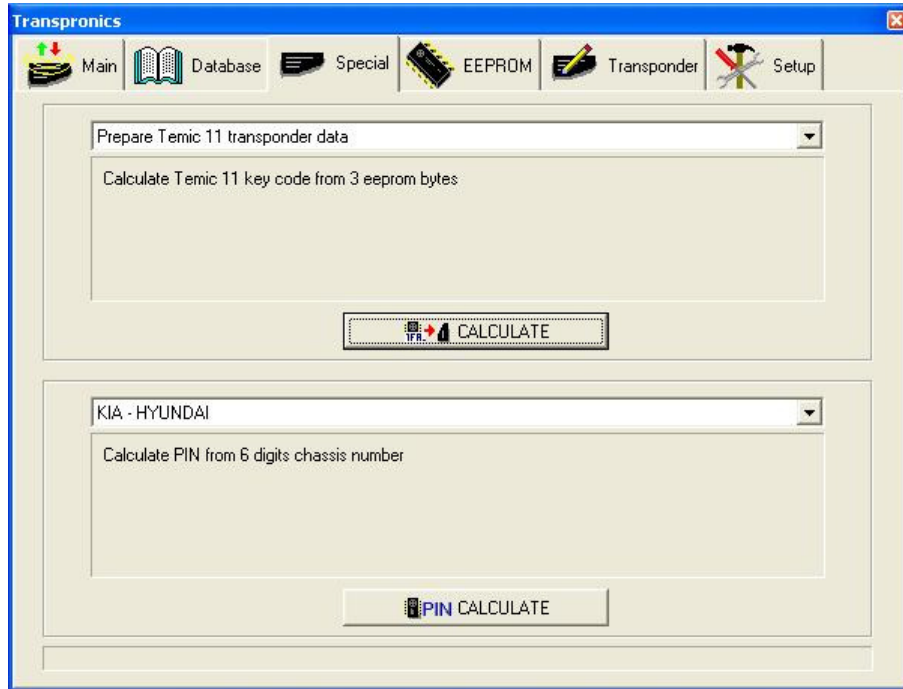 Transpronics
Main Database Special EEPROM Transponder Setup
Prepare Temic 11 transponder data
Calculate Temic 11 key code from 3 eeprom bytes
CALCULATE
KIA - HYUNDAI
Calculate PIN from 6 digits chassis number
PIN CALCULATE